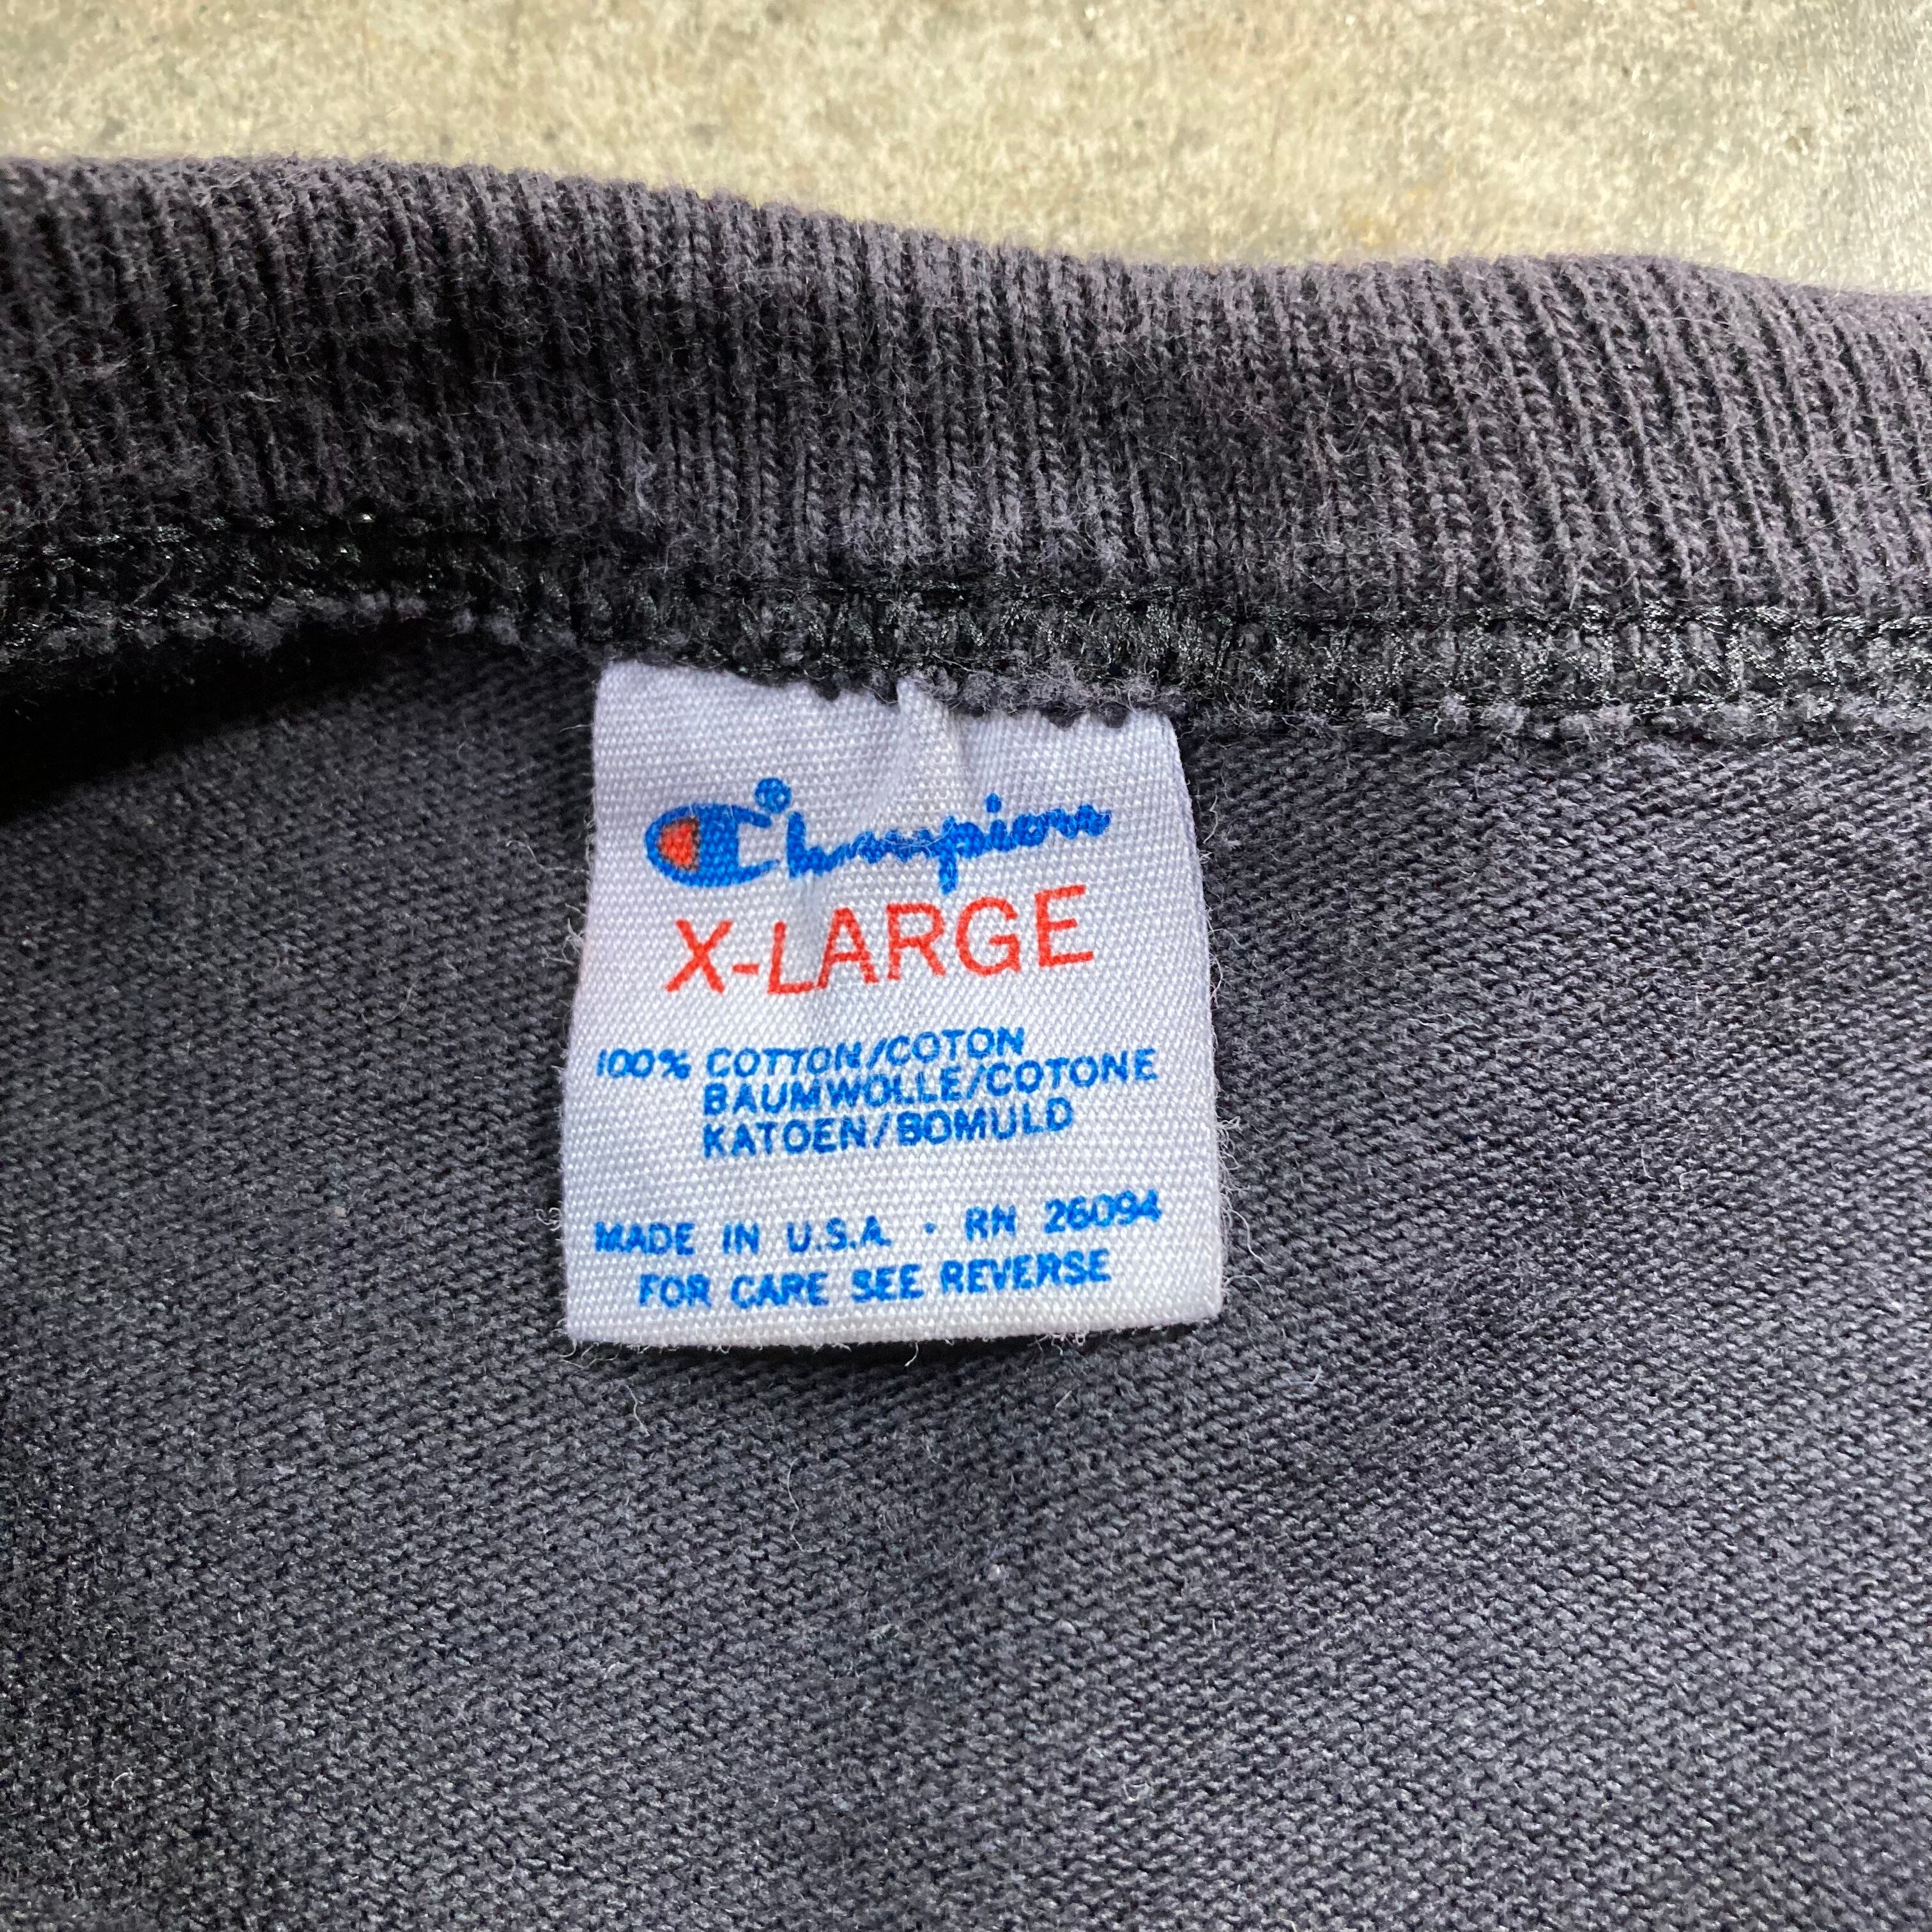 Champion
X-LARGE
100% COTTON/COTON
BAUMWOLLE/COTONE
KATOEN/BOMULD
MADE IN U.S.A. · RN 26094
FOR CARE SEE REVERSE